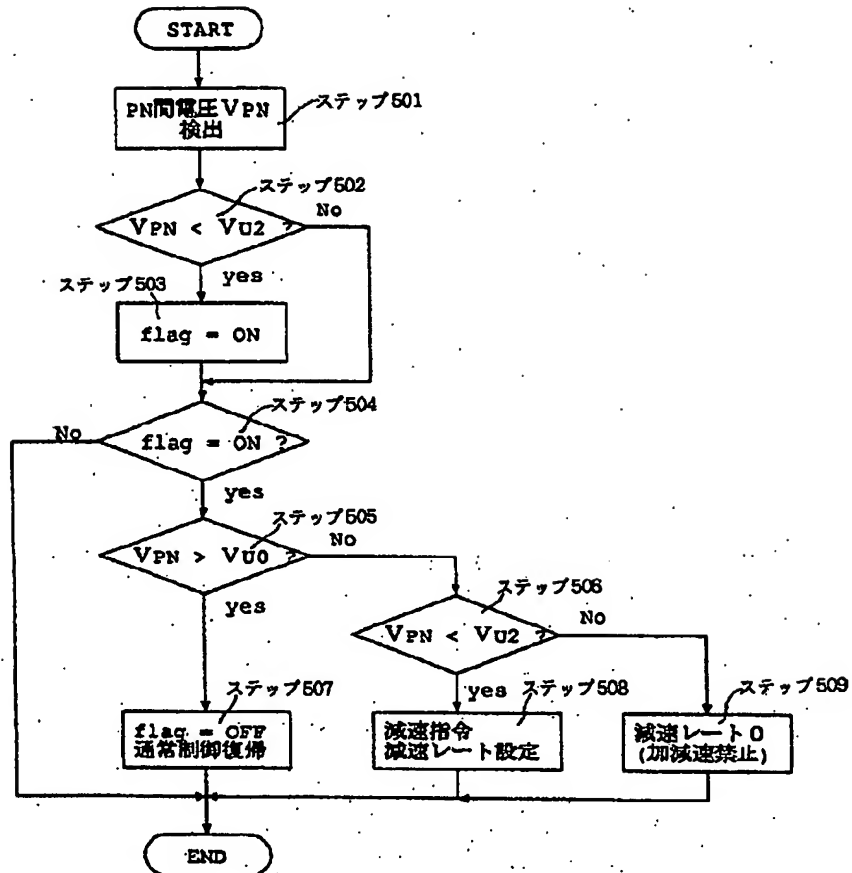 START
PN間電圧VPN
検出
ステップ501
ステップ502
VPN < VU2 ?
No
yes
ステップ503
flag = ON
ステップ504
flag = ON ?
No
yes
ステップ505
VPN > VU0 ?
No
yes
ステップ506
VPN < VU2 ?
No
yes
ステップ507
flag = OFF
通常制御復帰
ステップ508
減速指令
減速レート設定
ステップ509
減速レート0
(加減速禁止)
END